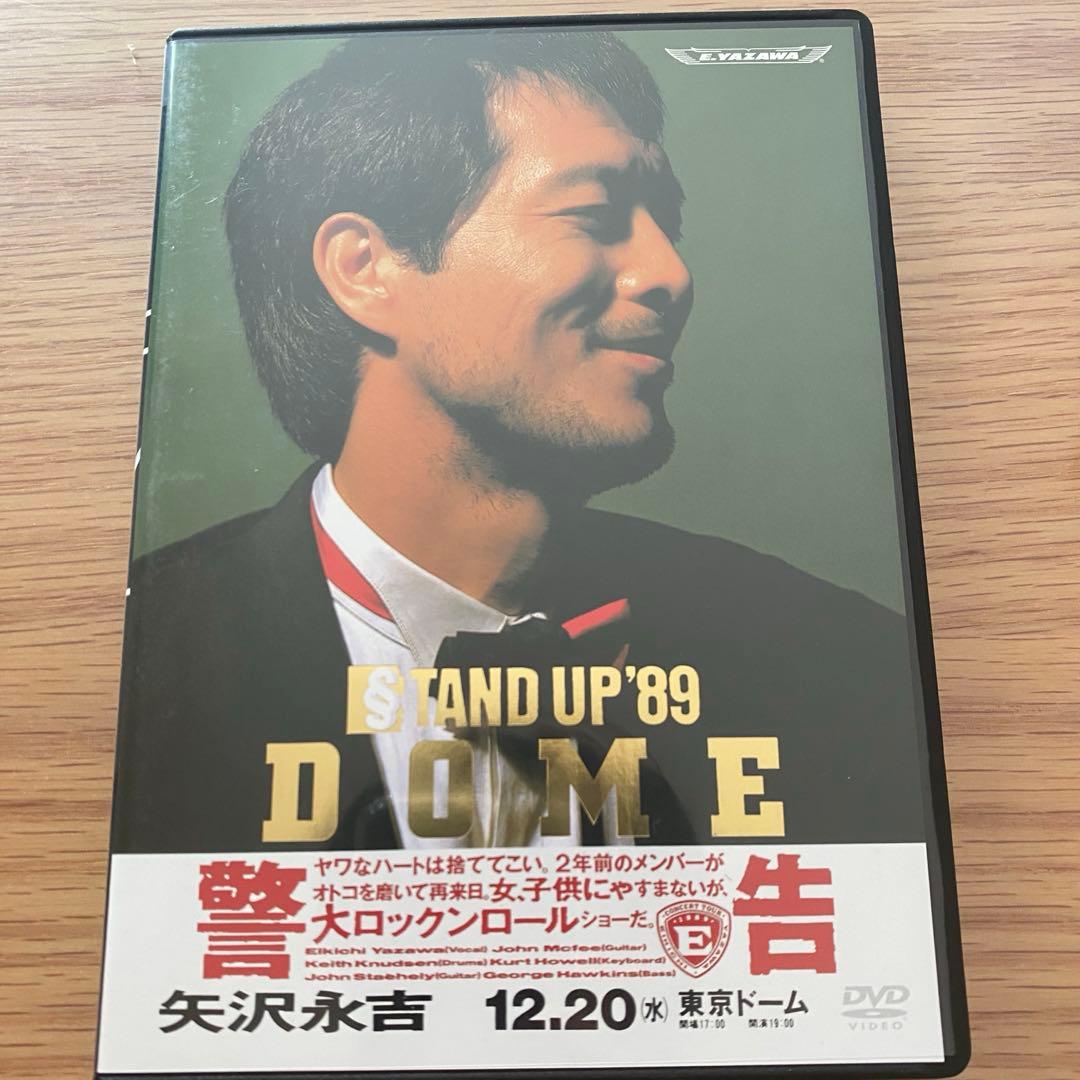 E.YAZAWA
STAND UP'89
DOME
警告
ヤワなハートは捨ててこい。2年前のメンバーが
オトコを磨いて再来日。女、子供にゃすまないが、
大ロックンロールショーだ。
CONCERT TOUR
1989
E
EIKICHI YAZAWA
Eikichi Yazawa(Vocal) John Mcfee(Guitar)
Keith Knudsen(Drums) Kurt Howell(Keyboard)
John Staehely(Guitar) George Hawkins(Bass)
矢沢永吉 12.20(水) 東京ドーム
開場17:00 開演19:00
DVD
VIDEO